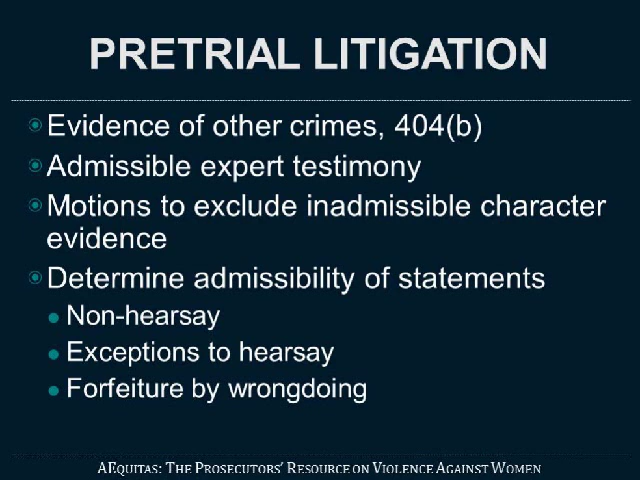 PRETRIAL LITIGATION
Evidence of other crimes, 404(b)
Admissible expert testimony
Motions to exclude inadmissible character
evidence
Determine admissibility of statements
Non-hearsay
Exceptions to hearsay
Forfeiture by wrongdoing
AEQUITAS: THE PROSECUTORS' RESOURCE ON VIOLENCE AGAINST WOMEN